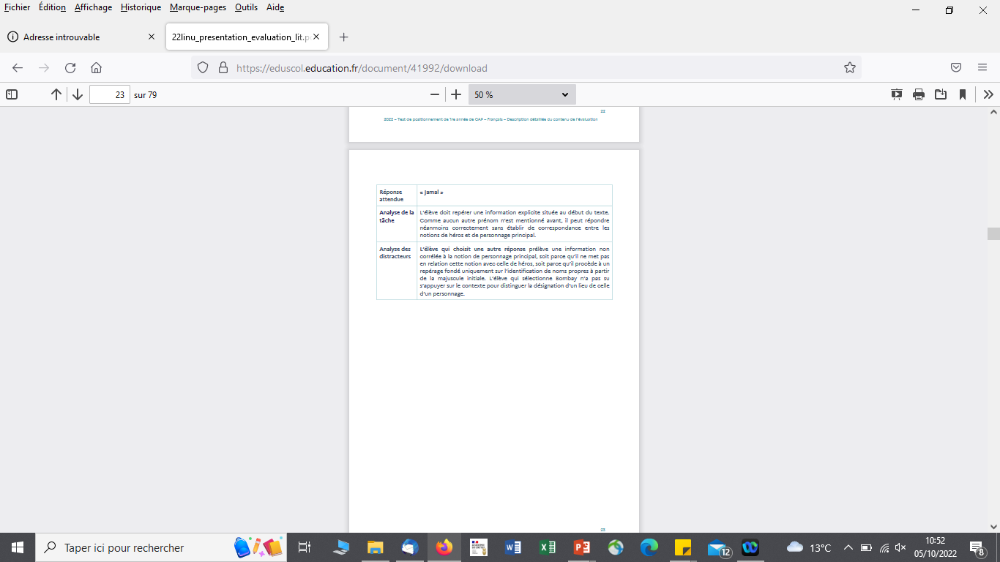 Fichier Édition Affichage Historique Marque-pages Outils Aide
Adresse introuvable
22linu_presentation_evaluation_lit.p
https://eduscol.education.fr/document/41992/download
23 sur 79
50 %
22
2022 – Test de positionnement de 1re année de CAP – Français – Description détaillée du contenu de l'évaluation
Réponse attendue
« Jamal »
Analyse de la tâche
L'élève doit repérer une information explicite située au début du texte.
Comme aucun autre prénom n'est mentionné avant, il peut répondre
néanmoins correctement sans établir de correspondance entre les
notions de héros et de personnage principal.
Analyse des distracteurs
L'élève qui choisit une autre réponse prélève une information non
corrélée à la notion de personnage principal, soit parce qu'il ne met pas
en relation cette notion avec celle de héros, soit parce qu'il procède à un
repérage fondé uniquement sur l'identification de noms propres à partir
de la majuscule initiale. L'élève qui sélectionne Bombay n'a pas su
s'appuyer sur le contexte pour distinguer la désignation d'un lieu de celle
d'un personnage.
23
Taper ici pour rechercher
12
13°C
10:52
05/10/2022
8